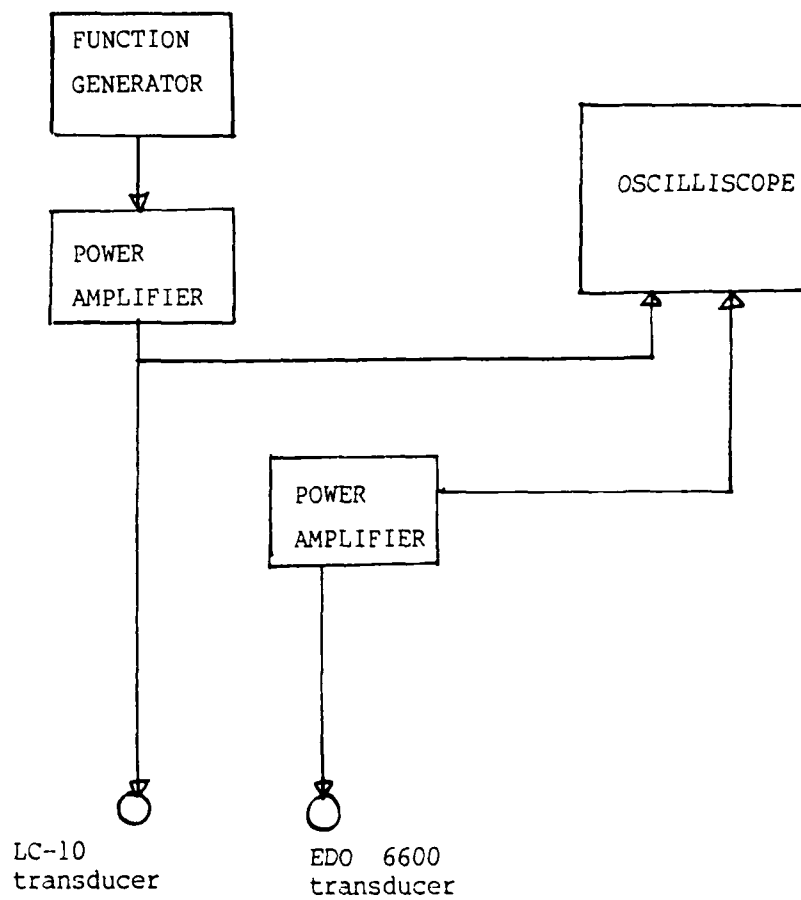 FUNCTION
GENERATOR
OSCILLISCOPE
POWER
AMPLIFIER
POWER
AMPLIFIER
LC-10
transducer
EDO 6600
transducer